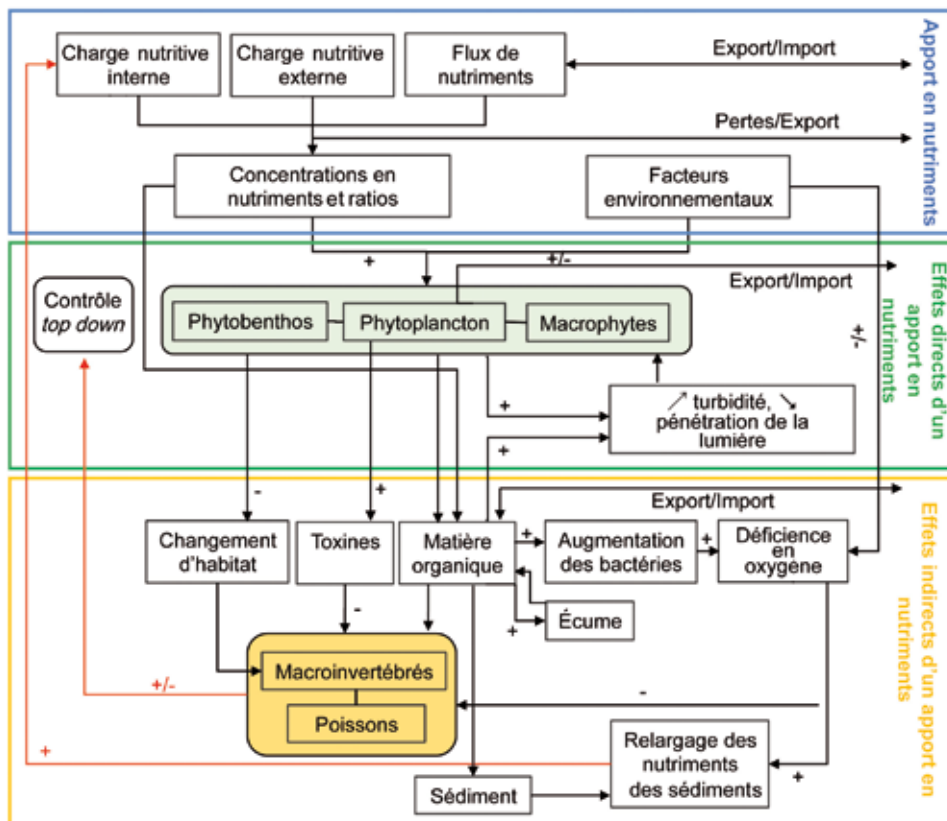 Charge nutritive
interne
Charge nutritive
externe
Flux de
nutriments
Export/Import
Pertes/Export
Concentrations en
nutriments et ratios
Facteurs
environnementaux
Apport en nutriments
+
+/-
Export/Import
Contrôle
top down
Phytobenthos
Phytoplancton
Macrophytes
+/-
+
↗ turbidité, ↘
pénétration de la
lumière
+
Effets directs d'un
apport en
nutriments
-
+
Export/Import
Changement
d'habitat
Toxines
Matière
organique
+
Augmentation
des bactéries
+
Déficience
en
oxygène
-
+
Écume
Macroinvertébrés
Poissons
+/-
-
+
Relargage des
nutriments
des sédiments
+
Sédiment
Effets indirects d'un apport en
nutriments